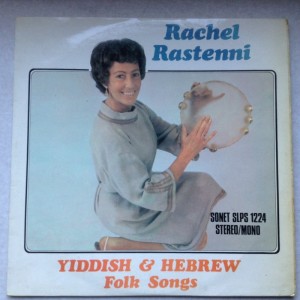 Rachel
Rastenni
SONET SLPS 1224
STEREO/MONO
YIDDISH & HEBREW
Folk Songs